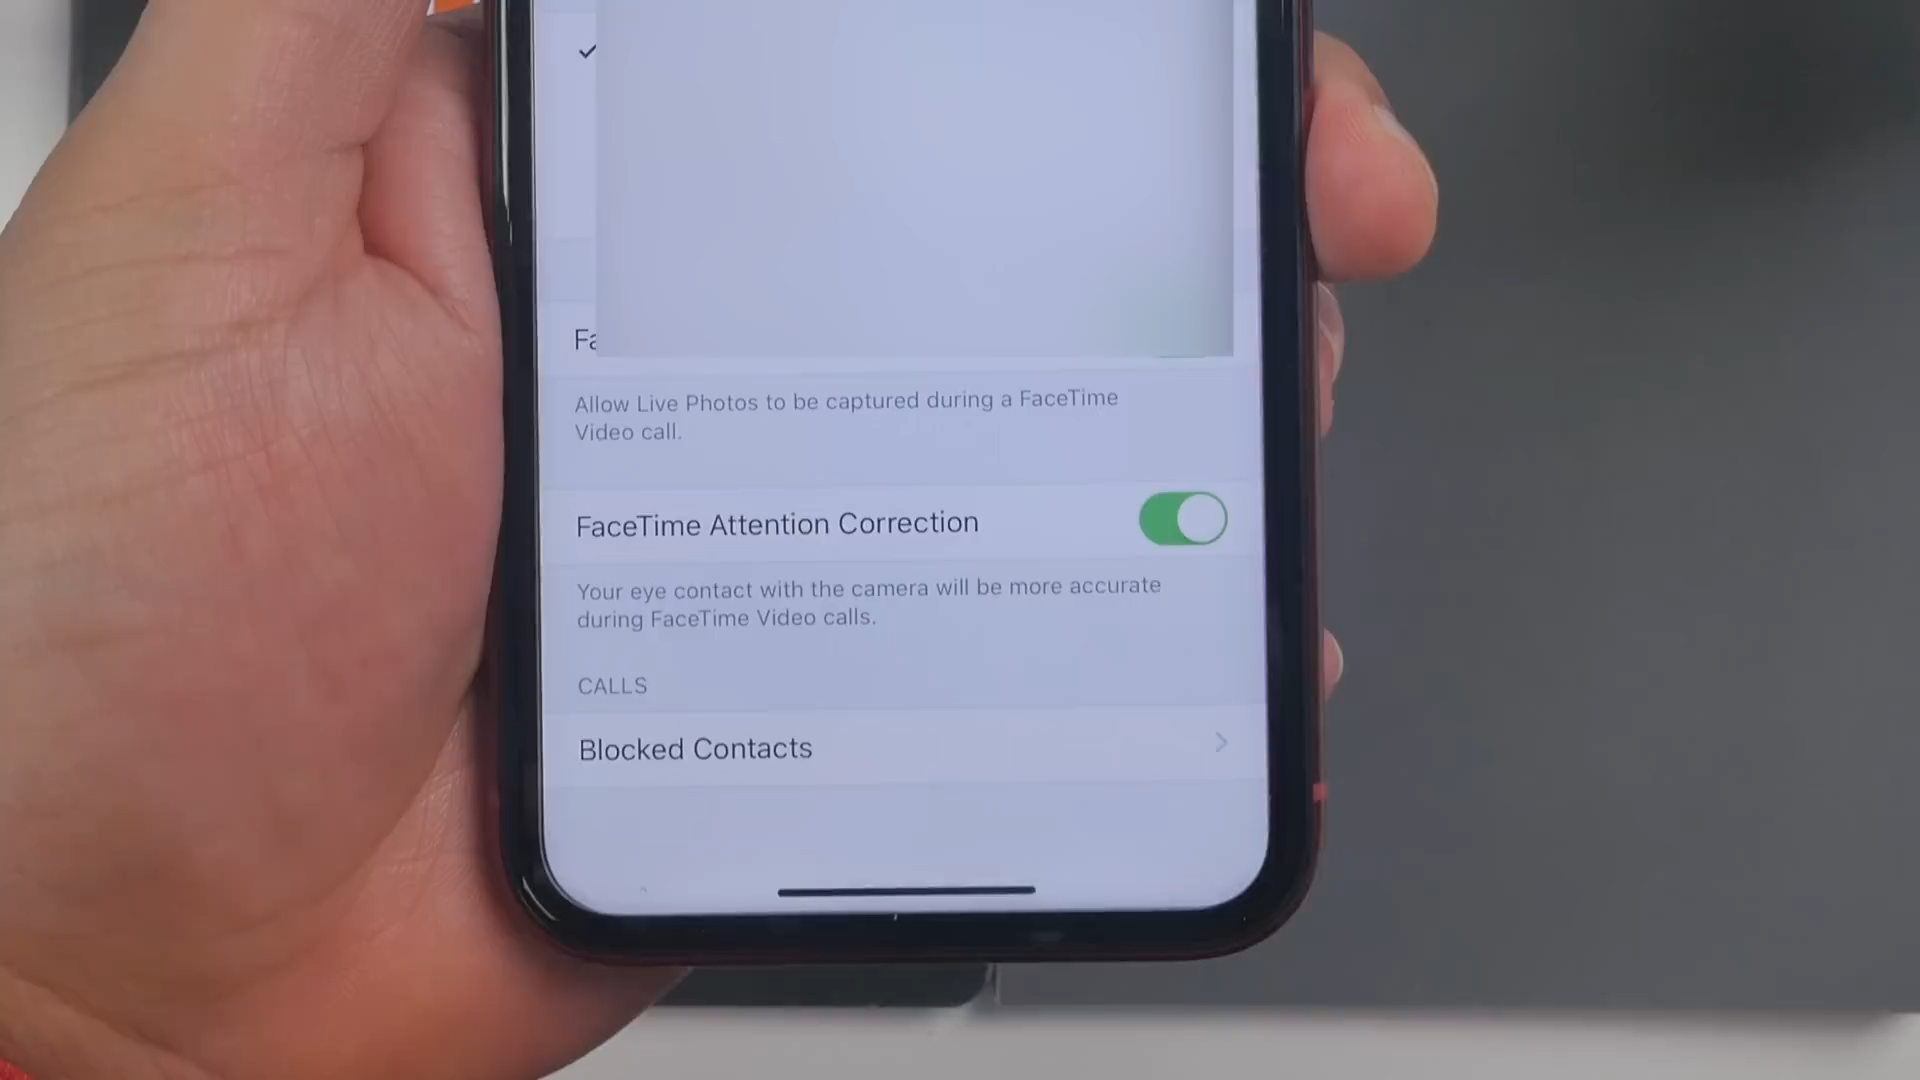 Allow Live Photos to be captured during a FaceTime
Video call.
FaceTime Attention Correction
Your eye contact with the camera will be more accurate
during FaceTime Video calls.
CALLS
Blocked Contacts